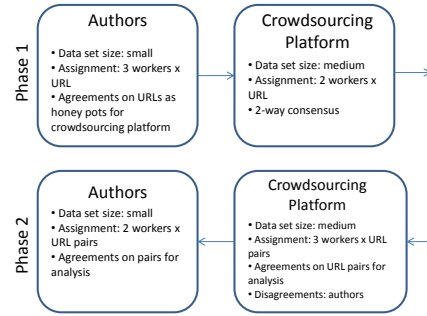 Phase 1
Authors
• Data set size: small
• Assignment: 3 workers x
URL
• Agreements on URLs as
honey pots for
crowdsourcing platform
Crowdsourcing
Platform
• Data set size: medium
• Assignment: 2 workers x
URL
• 2-way consensus
Phase 2
Authors
• Data set size: small
• Assignment: 2 workers x
URL pairs
• Agreements on pairs for
analysis
Crowdsourcing
Platform
• Data set size: medium
• Assignment: 3 workers x URL
pairs
• Agreements on URL pairs for
analysis
• Disagreements: authors